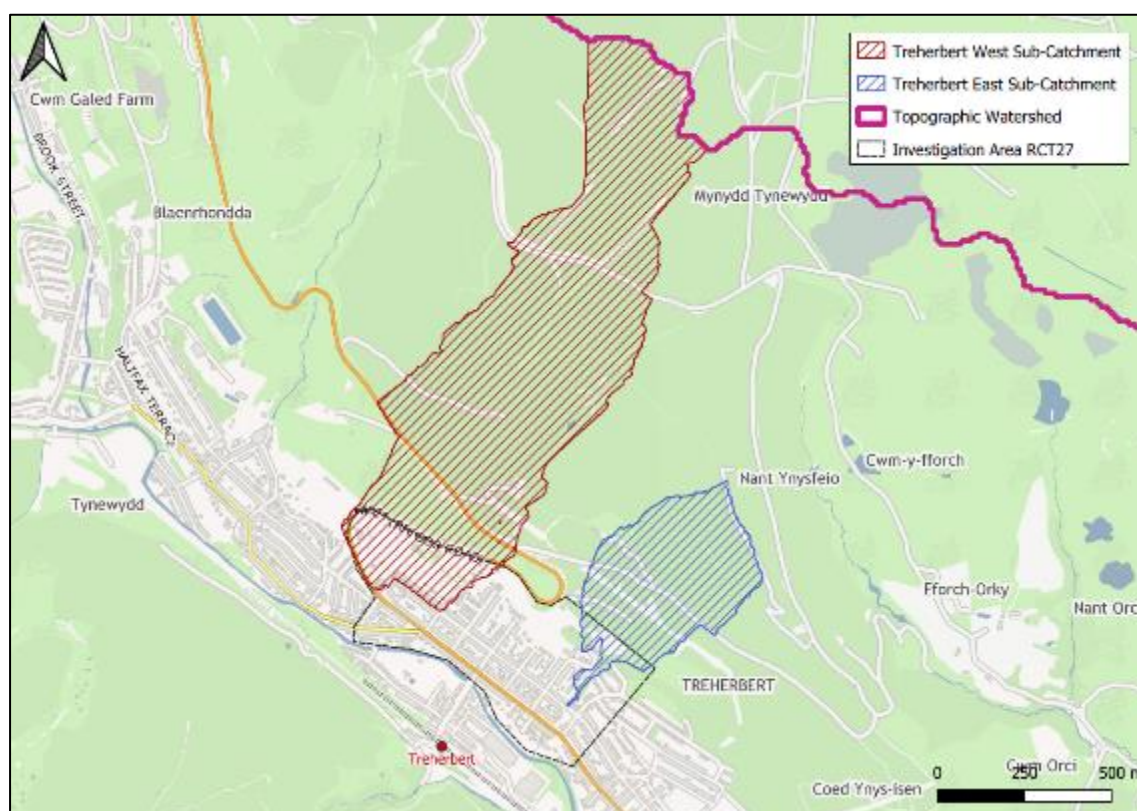 Treherbert West Sub-Catchment
Treherbert East Sub-Catchment
Topographic Watershed
Investigation Area RCT27
Cwm Galed Farm
BROOK STREET
Blaenrhondda
Mynydd Tynewydd
HALIFAX TERRACE
Tynewydd
Nant Ynysfeio
Cwm-y-fforch
Fforch-Orky
Nant Orc
TREHERBERT
Treherbert
Cwm Orci
Coed Ynys-isen
0 250 500 m